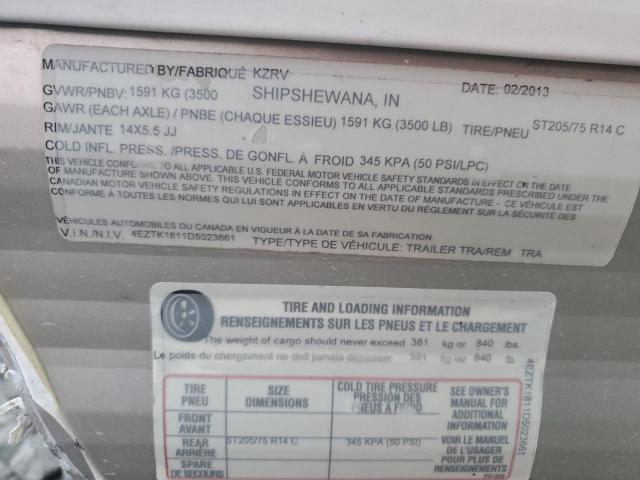 MANUFACTURED BY/FABRIQUÉ KZRV
SHIPSHEWANA, IN
DATE: 02/2013
GVWR/PNBV: 1591 KG (3500
GAWR (EACH AXLE) / PNBE (CHAQUE ESSIEU) 1591 KG (3500 LB) TIRE/PNEU ST205/75 R14 C
RIM/JANTE 14X5.5 JJ
COLD INFL. PRESS./PRESS. DE GONFL. À FROID 345 KPA (50 PSI/LPC)
THIS VEHICLE CONFORMS TO ALL APPLICABLE U.S. FEDERAL MOTOR VEHICLE SAFETY STANDARDS IN EFFECT ON THE DATE
OF MANUFACTURE. THIS VEHICLE CONFORMS TO ALL APPLICABLE STANDARDS PRESCRIBED UNDER THE
CANADIAN MOTOR VEHICLE SAFETY REGULATIONS IN EFFECT ON THE DATE OF MANUFACTURE - CE VÉHICULE EST
CONFORME À TOUTES LES NORMES QUI LUI SONT APPLICABLES EN VERTU DU RÈGLEMENT SUR LA SÉCURITÉ DES
VÉHICULES AUTOMOBILES DU CANADA EN VIGUEUR À LA DATE DE SA FABRICATION
V.I.N./N.I.V. 4EZTK1811D5023661 TYPE/TYPE DE VÉHICULE: TRAILER TRA/REM TRA
TIRE AND LOADING INFORMATION
RENSEIGNEMENTS SUR LES PNEUS ET LE CHARGEMENT
The weight of cargo should never exceed 381 kg or 840 lbs.
Le poids du chargement ne doit jamais dépasser 381 kg ou 840 lb.
TIRE PNEU
SIZE DIMENSIONS
COLD TIRE PRESSURE PRESSION DES PNEUS A FROID
SEE OWNER'S MANUAL FOR ADDITIONAL INFORMATION
FRONT AVANT
REAR ARRIÈRE
ST205/75 R14 C
345 KPA (50 PSI)
VOIR LE MANUEL DE L'USAGER POUR PLUS DE RENSEIGNEMENTS
SPARE DE SECOURS
4EZTK1811D5023661